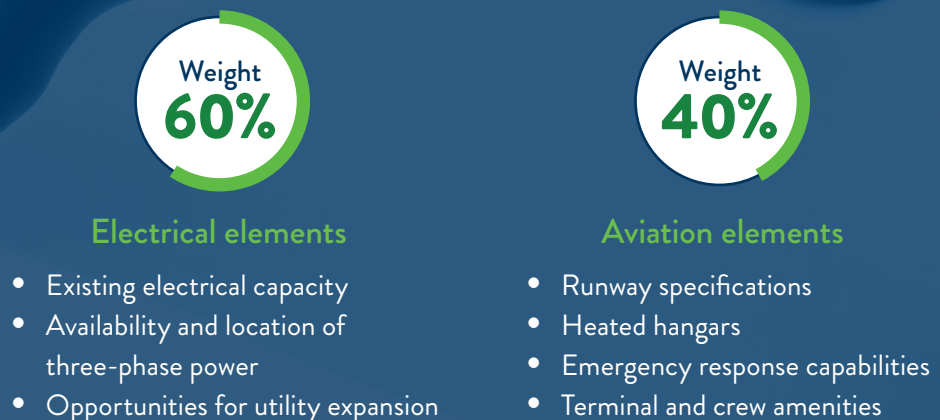 Weight
60%
Electrical elements
• Existing electrical capacity
• Availability and location of
three-phase power
• Opportunities for utility expansion
Weight
40%
Aviation elements
• Runway specifications
• Heated hangars
• Emergency response capabilities
• Terminal and crew amenities